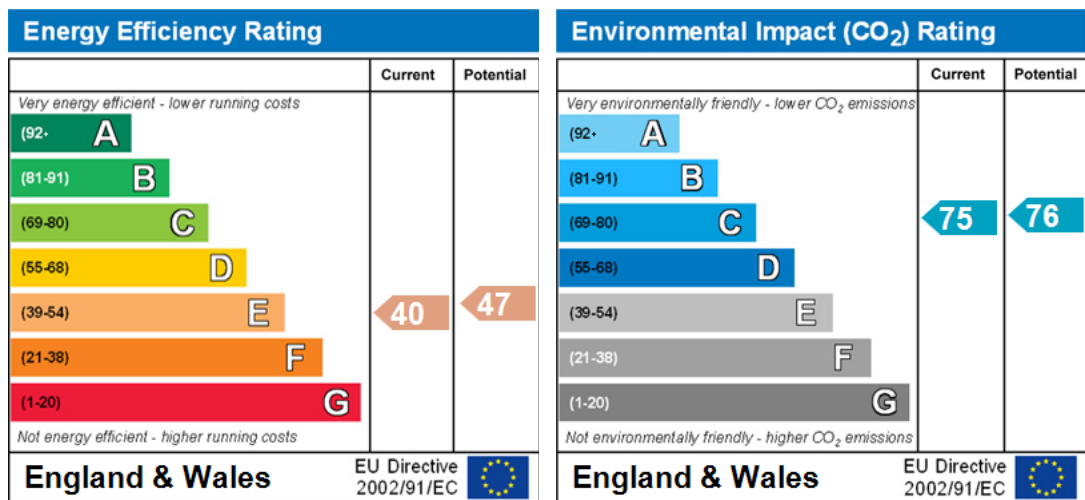 Energy Efficiency Rating
Current Potential
Very energy efficient - lower running costs
(92- A
(81-91) B
(69-80) C
(55-68) D
(39-54) E
(21-38) F
(1-20) G
40
47
Not energy efficient - higher running costs
England & Wales
EU Directive
2002/91/EC
Environmental Impact (CO₂) Rating
Current Potential
Very environmentally friendly - lower CO₂ emissions
(92- A
(81-91) B
(69-80) C
(55-68) D
(39-54) E
(21-38) F
(1-20) G
75
76
Not environmentally friendly - higher CO₂ emissions
England & Wales
EU Directive
2002/91/EC